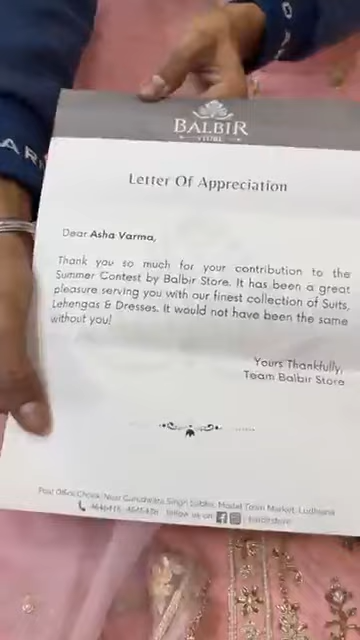 BALBIR
STORE
Letter Of Appreciation
Dear Asha Varma,
Thank you so much for your contribution to the
Summer Contest by Balbir Store. It has been a great
pleasure serving you with our finest collection of Suits,
Lehengas & Dresses. It would not have been the same
without you!
Yours Thankfully,
Team Balbir Store
Post Office Chowk, Near Gurudwara Singh Sabha, Model Town Market, Ludhiana
follow us on